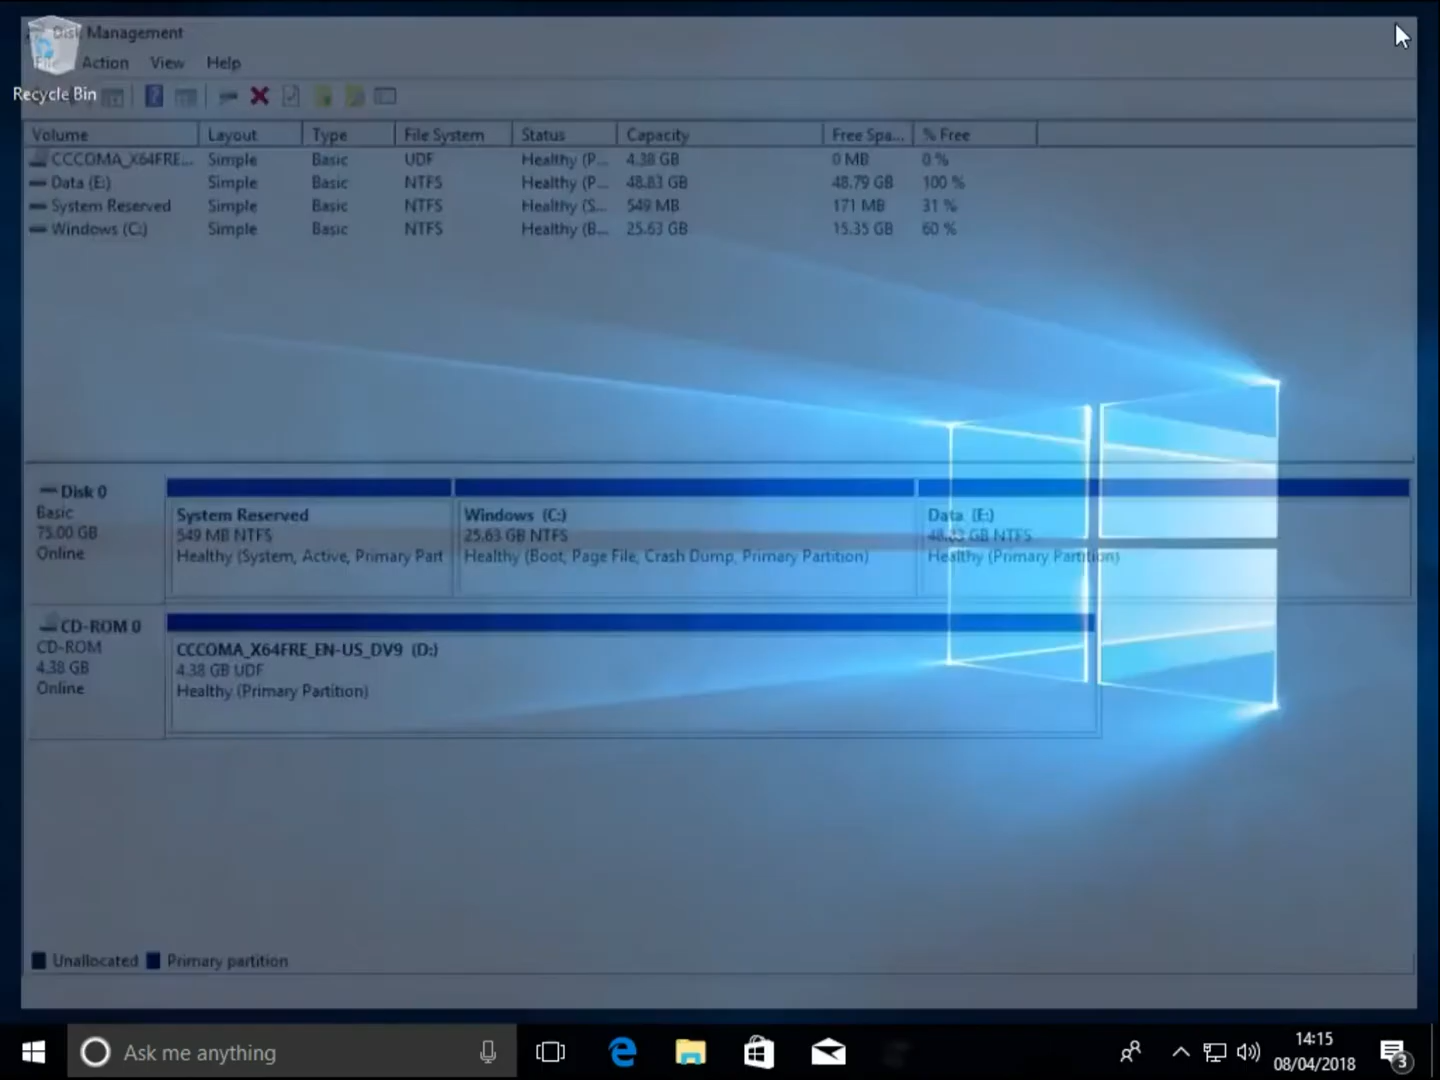 Disk Management
File Action View Help
Recycle Bin
Volume Layout Type File System Status Capacity Free Spa... % Free
CCCOMA_X64FRE... Simple Basic UDF Healthy (P... 4.38 GB 0 MB 0 %
Data (E:) Simple Basic NTFS Healthy (P... 48.83 GB 48.79 GB 100 %
System Reserved Simple Basic NTFS Healthy (S... 549 MB 171 MB 31 %
Windows (C:) Simple Basic NTFS Healthy (B... 25.63 GB 15.35 GB 60 %
Disk 0
Basic
75.00 GB
Online
System Reserved
549 MB NTFS
Healthy (System, Active, Primary Part
Windows (C:)
25.63 GB NTFS
Healthy (Boot, Page File, Crash Dump, Primary Partition)
Data (E:)
48.83 GB NTFS
Healthy (Primary Partition)
CD-ROM 0
CD-ROM
4.38 GB
Online
CCCOMA_X64FRE_EN-US_DV9 (D:)
4.38 GB UDF
Healthy (Primary Partition)
Unallocated Primary partition
Ask me anything
14:15
08/04/2018
3